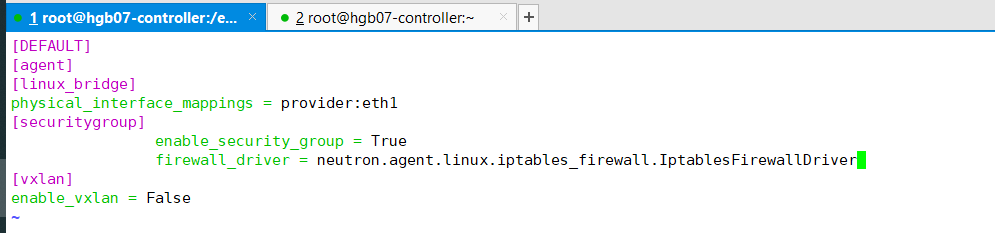 1 root@hgb07-controller:/e... × 2 root@hgb07-controller:~ × +
[DEFAULT]
[agent]
[linux_bridge]
physical_interface_mappings = provider:eth1
[securitygroup]
enable_security_group = True
firewall_driver = neutron.agent.linux.iptables_firewall.IptablesFirewallDriver
[vxlan]
enable_vxlan = False
~